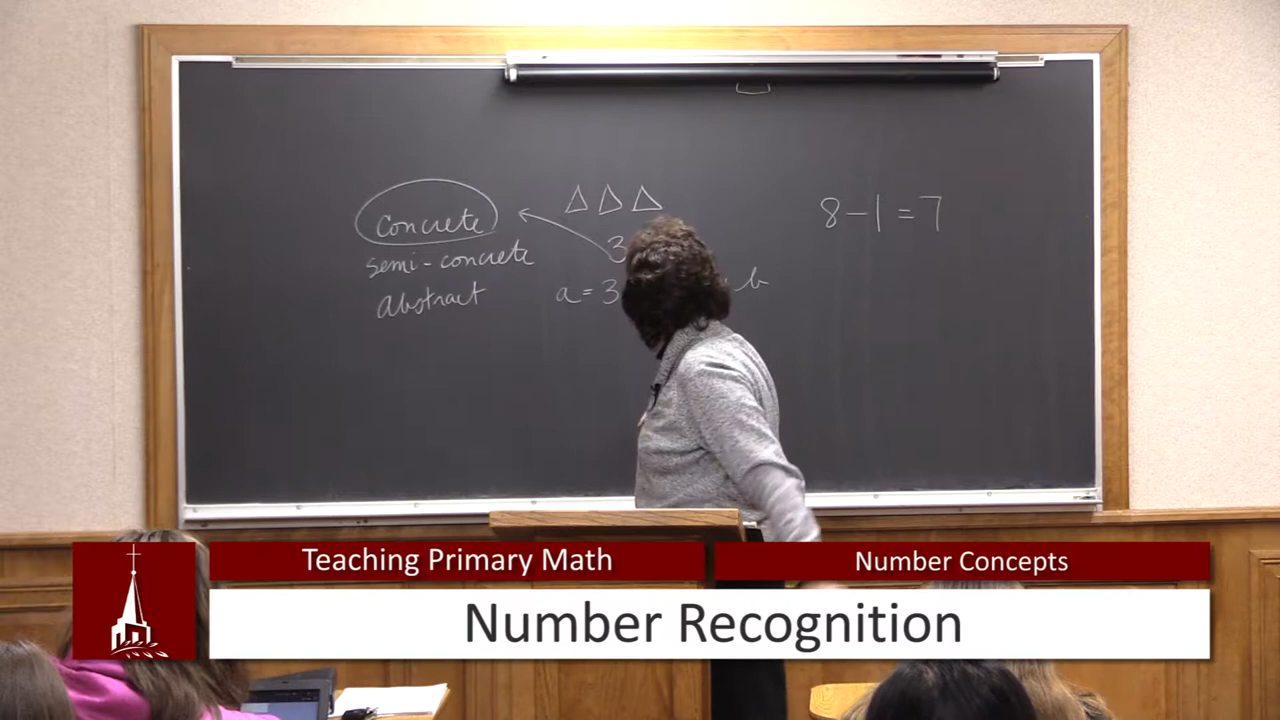 Concrete
semi-concrete
Abstract
△ △ △
3
a = 3
b
8 - 1 = 7
Teaching Primary Math
Number Concepts
Number Recognition